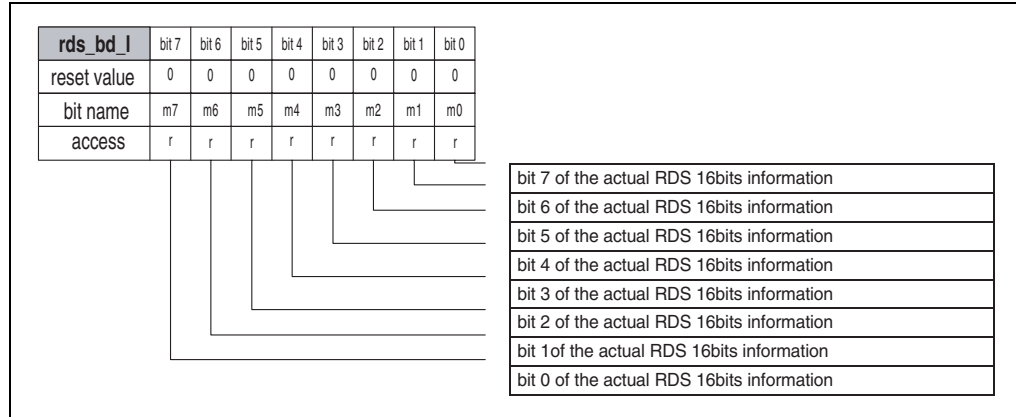 rds_bd_l bit 7 bit 6 bit 5 bit 4 bit 3 bit 2 bit 1 bit 0
reset value 0 0 0 0 0 0 0 0
bit name m7 m6 m5 m4 m3 m2 m1 m0
access r r r r r r r r
bit 7 of the actual RDS 16bits information
bit 6 of the actual RDS 16bits information
bit 5 of the actual RDS 16bits information
bit 4 of the actual RDS 16bits information
bit 3 of the actual RDS 16bits information
bit 2 of the actual RDS 16bits information
bit 1of the actual RDS 16bits information
bit 0 of the actual RDS 16bits information